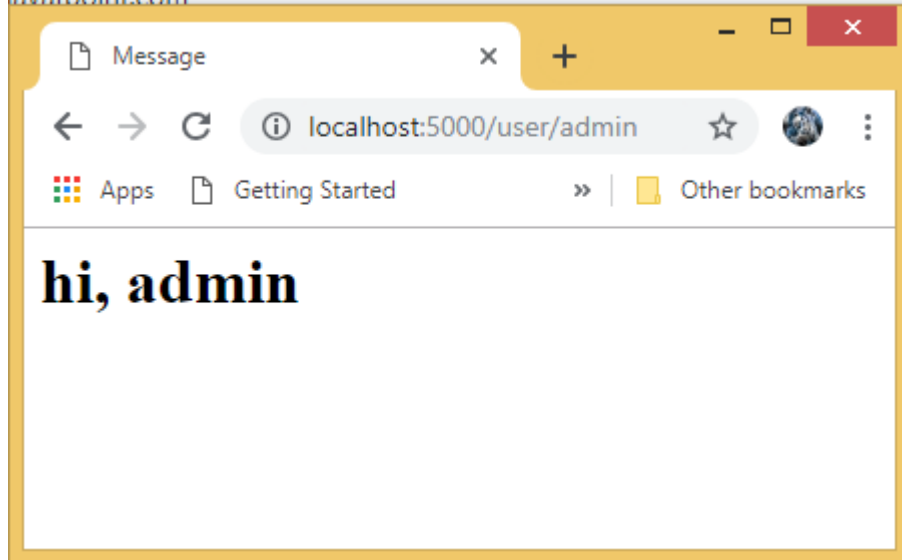 Message
localhost:5000/user/admin
Apps Getting Started » Other bookmarks
hi, admin